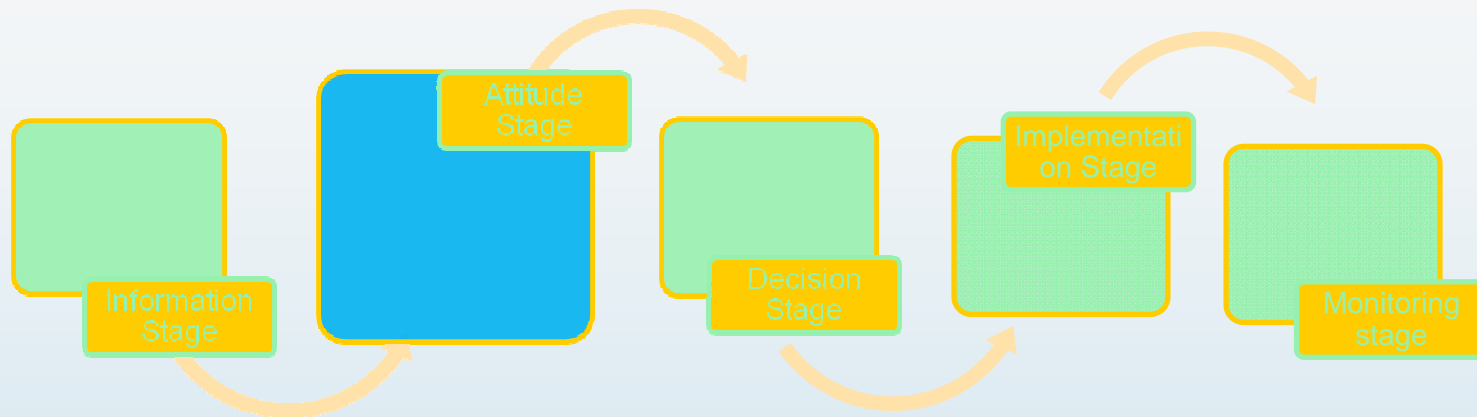 Information
Stage
Attitude
Stage
Decision
Stage
Implementati
on Stage
Monitoring
stage